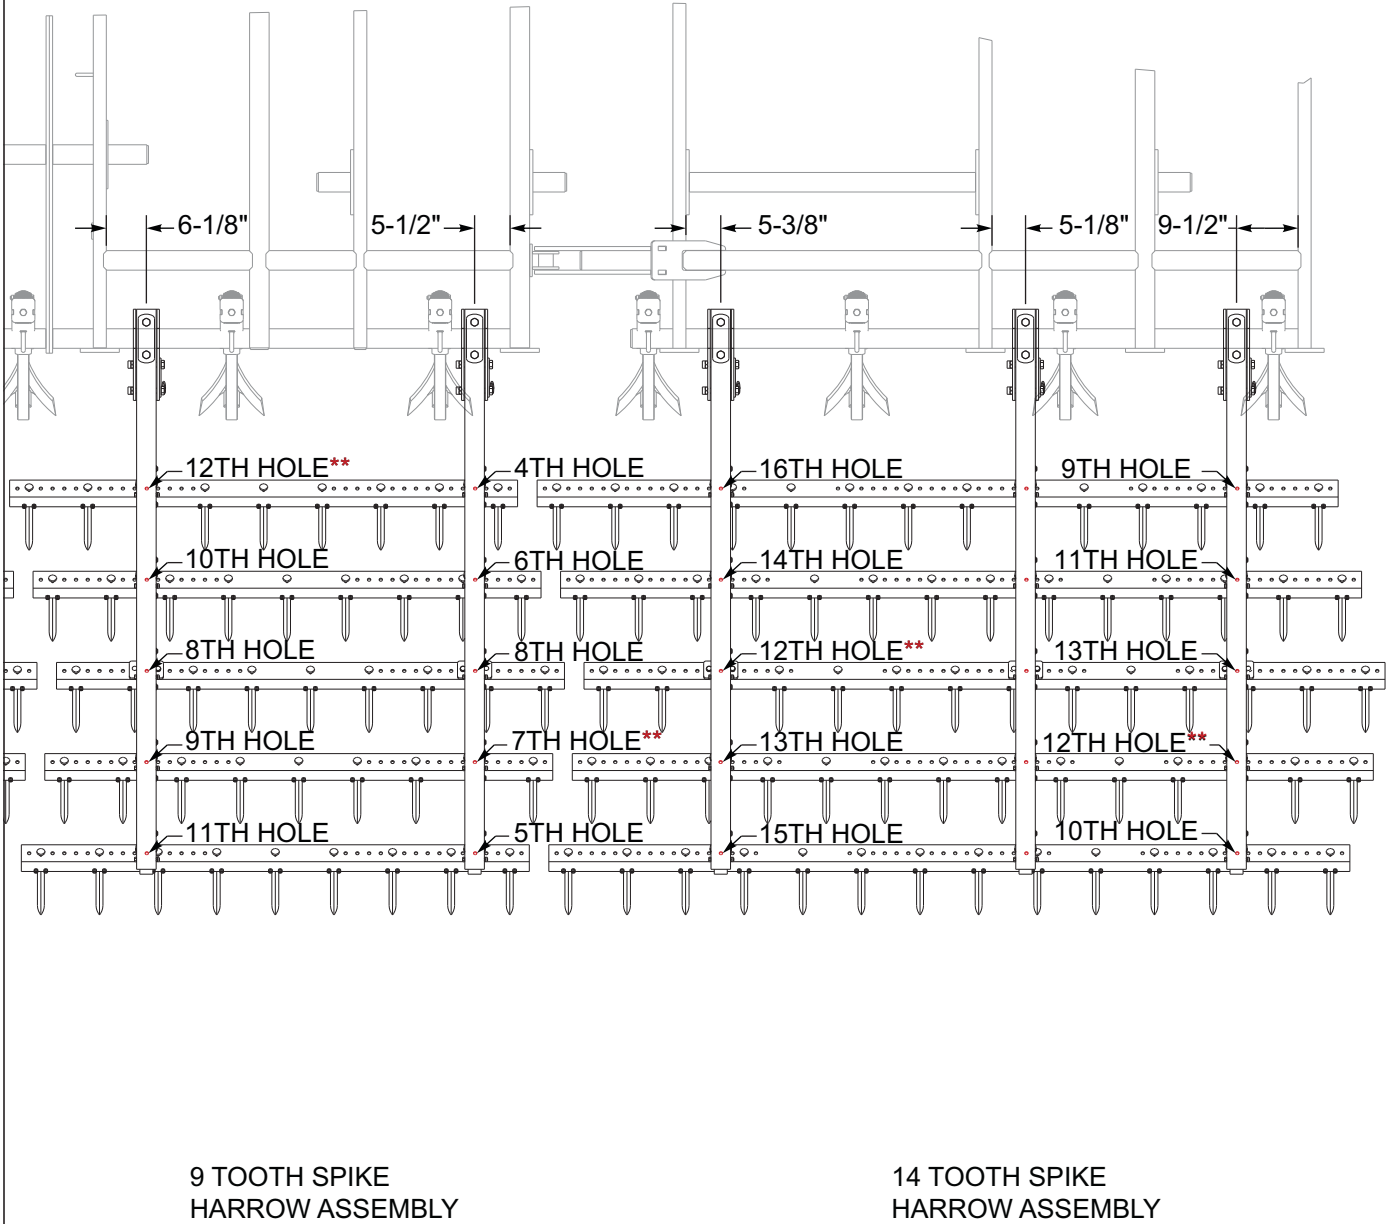 6-1/8" 5-1/2" 5-3/8" 5-1/8" 9-1/2"
12TH HOLE** 4TH HOLE 16TH HOLE 9TH HOLE
10TH HOLE 6TH HOLE 14TH HOLE 11TH HOLE
8TH HOLE 8TH HOLE 12TH HOLE** 13TH HOLE
9TH HOLE 7TH HOLE** 13TH HOLE 12TH HOLE**
11TH HOLE 5TH HOLE 15TH HOLE 10TH HOLE
9 TOOTH SPIKE
HARROW ASSEMBLY
14 TOOTH SPIKE
HARROW ASSEMBLY